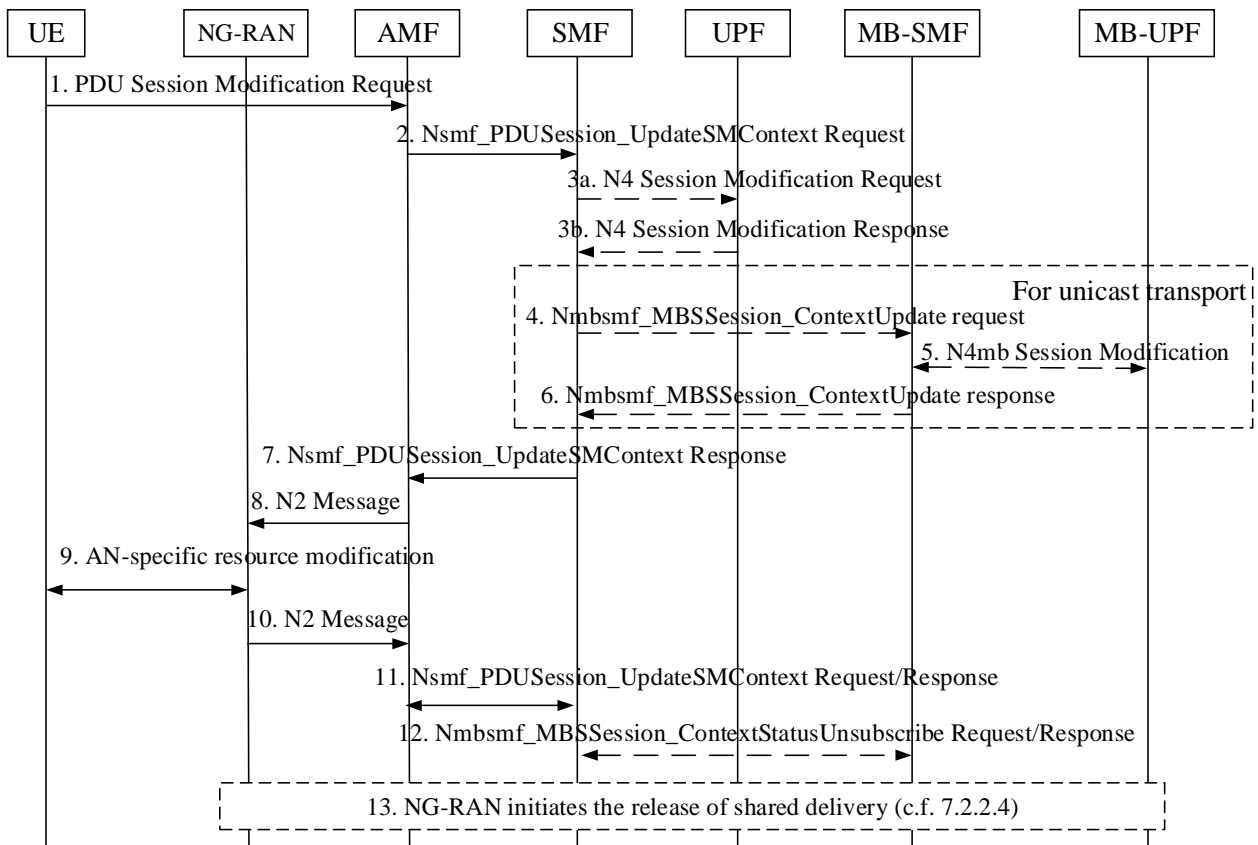 UE NG-RAN AMF SMF UPF MB-SMF MB-UPF
1. PDU Session Modification Request
2. Nsmf_PDUSession_UpdateSMContext Request
3a. N4 Session Modification Request
3b. N4 Session Modification Response
For unicast transport
4. Nmbsmf_MBSSession_ContextUpdate request
5. N4mb Session Modification
6. Nmbsmf_MBSSession_ContextUpdate response
7. Nsmf_PDUSession_UpdateSMContext Response
8. N2 Message
9. AN-specific resource modification
10. N2 Message
11. Nsmf_PDUSession_UpdateSMContext Request/Response
12. Nmbsmf_MBSSession_ContextStatusUnsubscribe Request/Response
13. NG-RAN initiates the release of shared delivery (c.f. 7.2.2.4)